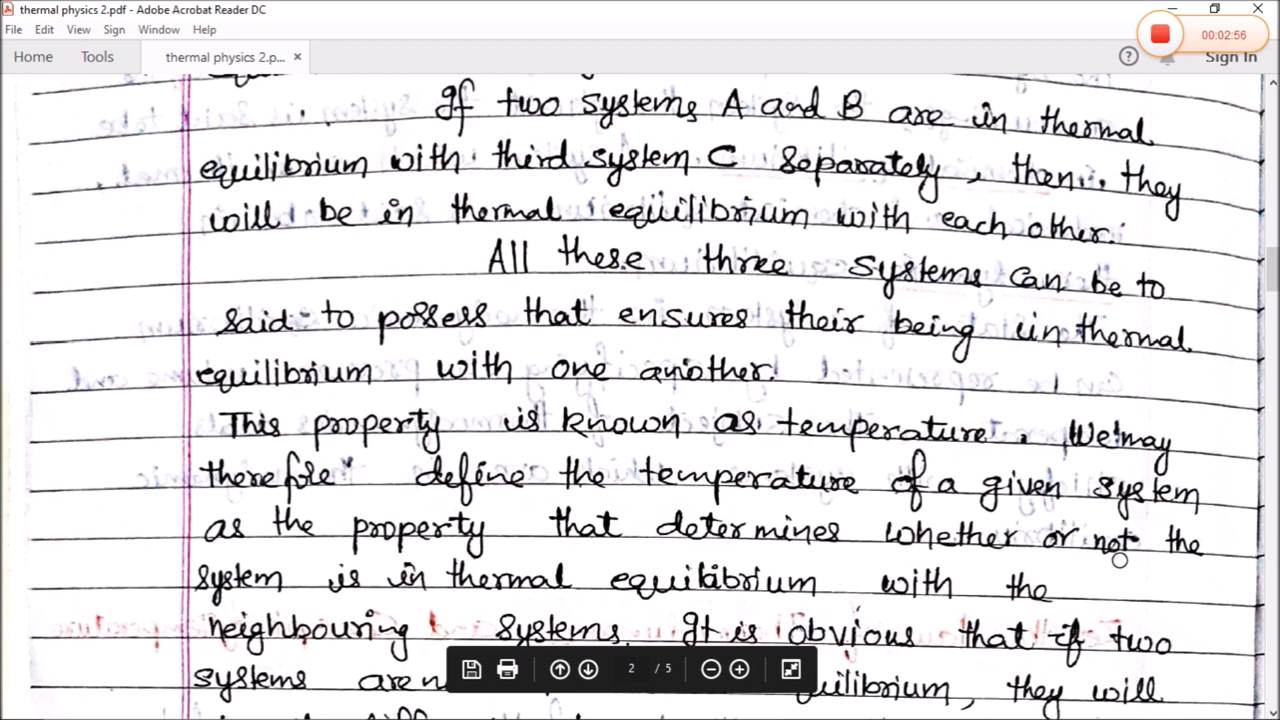 thermal physics 2.pdf - Adobe Acrobat Reader DC
File Edit View Sign Window Help
00:02:56
Home Tools thermal physics 2.p... ×
? Sign In
If two systems A and B are in thermal
equilibrium with third system C separately, then they
will be in thermal equilibrium with each other.
All these three systems can be to
said to possess that ensures their being in thermal
equilibrium with one another.
This property is known as temperature. We may
therefore define the temperature of a given system
as the property that determines whether or not the
system is in thermal equilibrium with the
neighbouring systems. It is obvious that if two
2 / 5
systems are they will